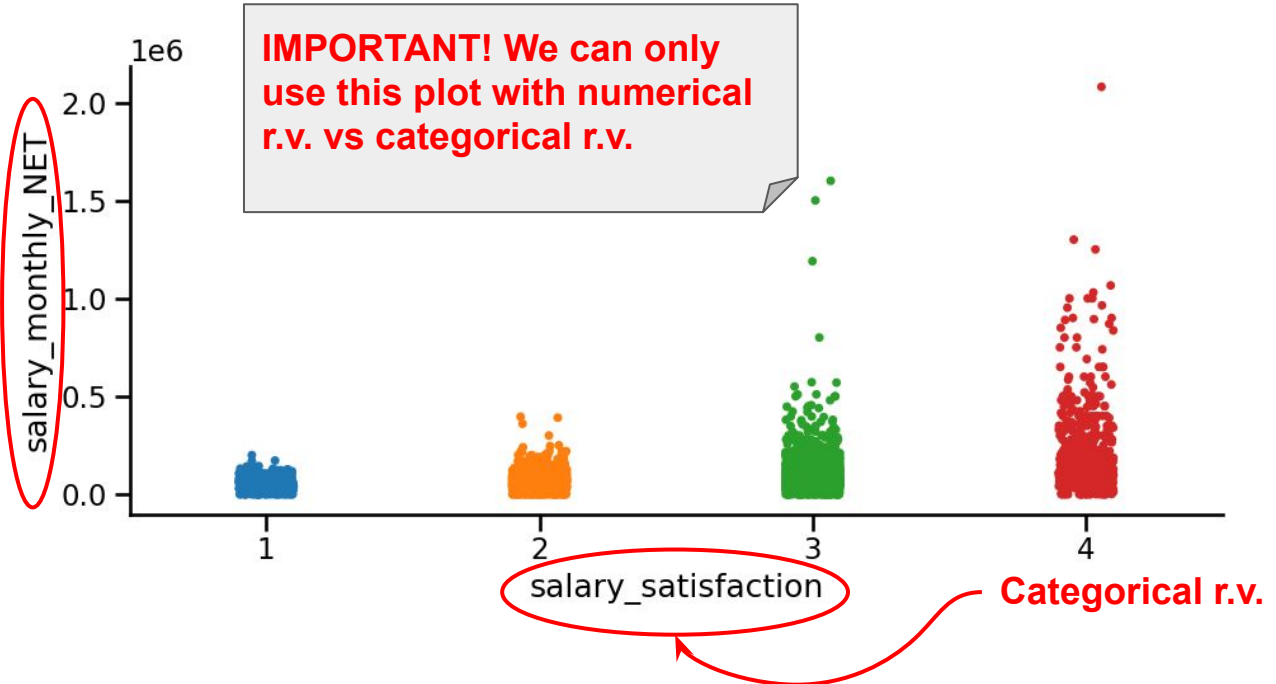 IMPORTANT! We can only
use this plot with numerical
r.v. vs categorical r.v.
1e6
2.0
1.5
1.0
0.5
0.0
salary_monthly_NET
1 2 3 4
salary_satisfaction
Categorical r.v.